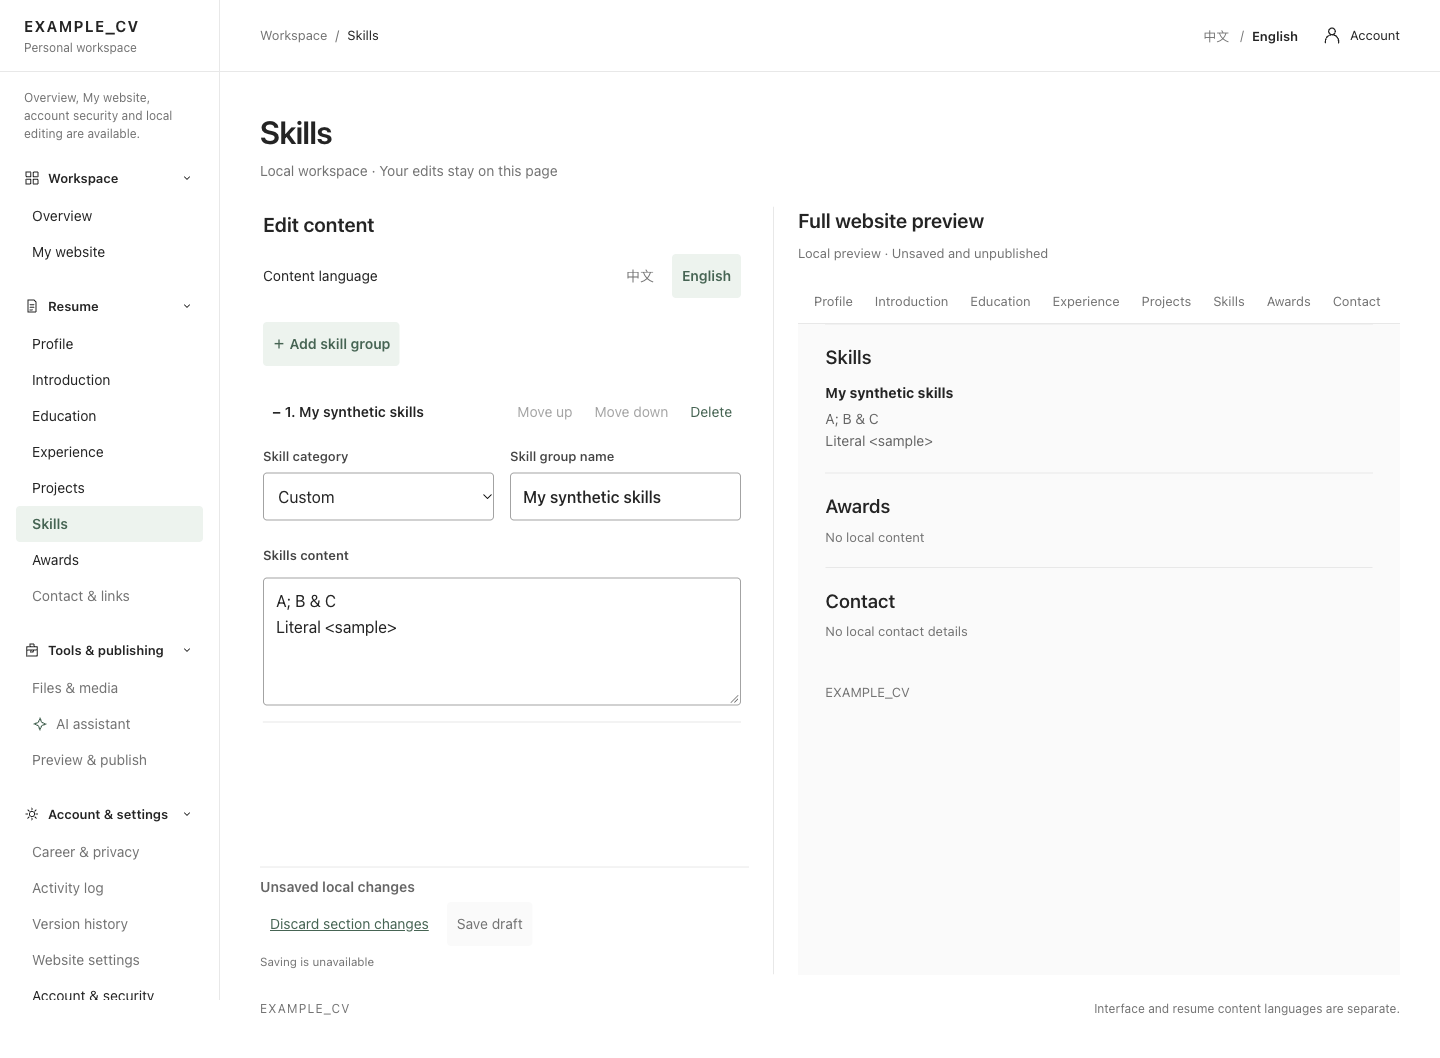 EXAMPLE_CV
Personal workspace
Workspace / Skills
中文 / English
Account
Overview, My website,
account security and local
editing are available.
Workspace
Overview
My website
Resume
Profile
Introduction
Education
Experience
Projects
Skills
Awards
Contact & links
Tools & publishing
Files & media
AI assistant
Preview & publish
Account & settings
Career & privacy
Activity log
Version history
Website settings
Account & security
Skills
Local workspace · Your edits stay on this page
Edit content
Content language
中文
English
+ Add skill group
– 1. My synthetic skills
Move up
Move down
Delete
Skill category
Skill group name
Custom
My synthetic skills
Skills content
A; B & C
Literal <sample>
Unsaved local changes
Discard section changes
Save draft
Saving is unavailable
Full website preview
Local preview · Unsaved and unpublished
Profile Introduction Education Experience Projects Skills Awards Contact
Skills
My synthetic skills
A; B & C
Literal <sample>
Awards
No local content
Contact
No local contact details
EXAMPLE_CV
EXAMPLE_CV
Interface and resume content languages are separate.